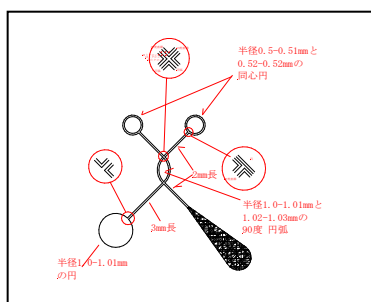 半径0.5-0.51mmと
0.52-0.52mmの
同心円
2mm長
半径1.0-1.01mmと
1.02-1.03mmの
90度 円弧
3mm長
半径1.0-1.01mm
の円